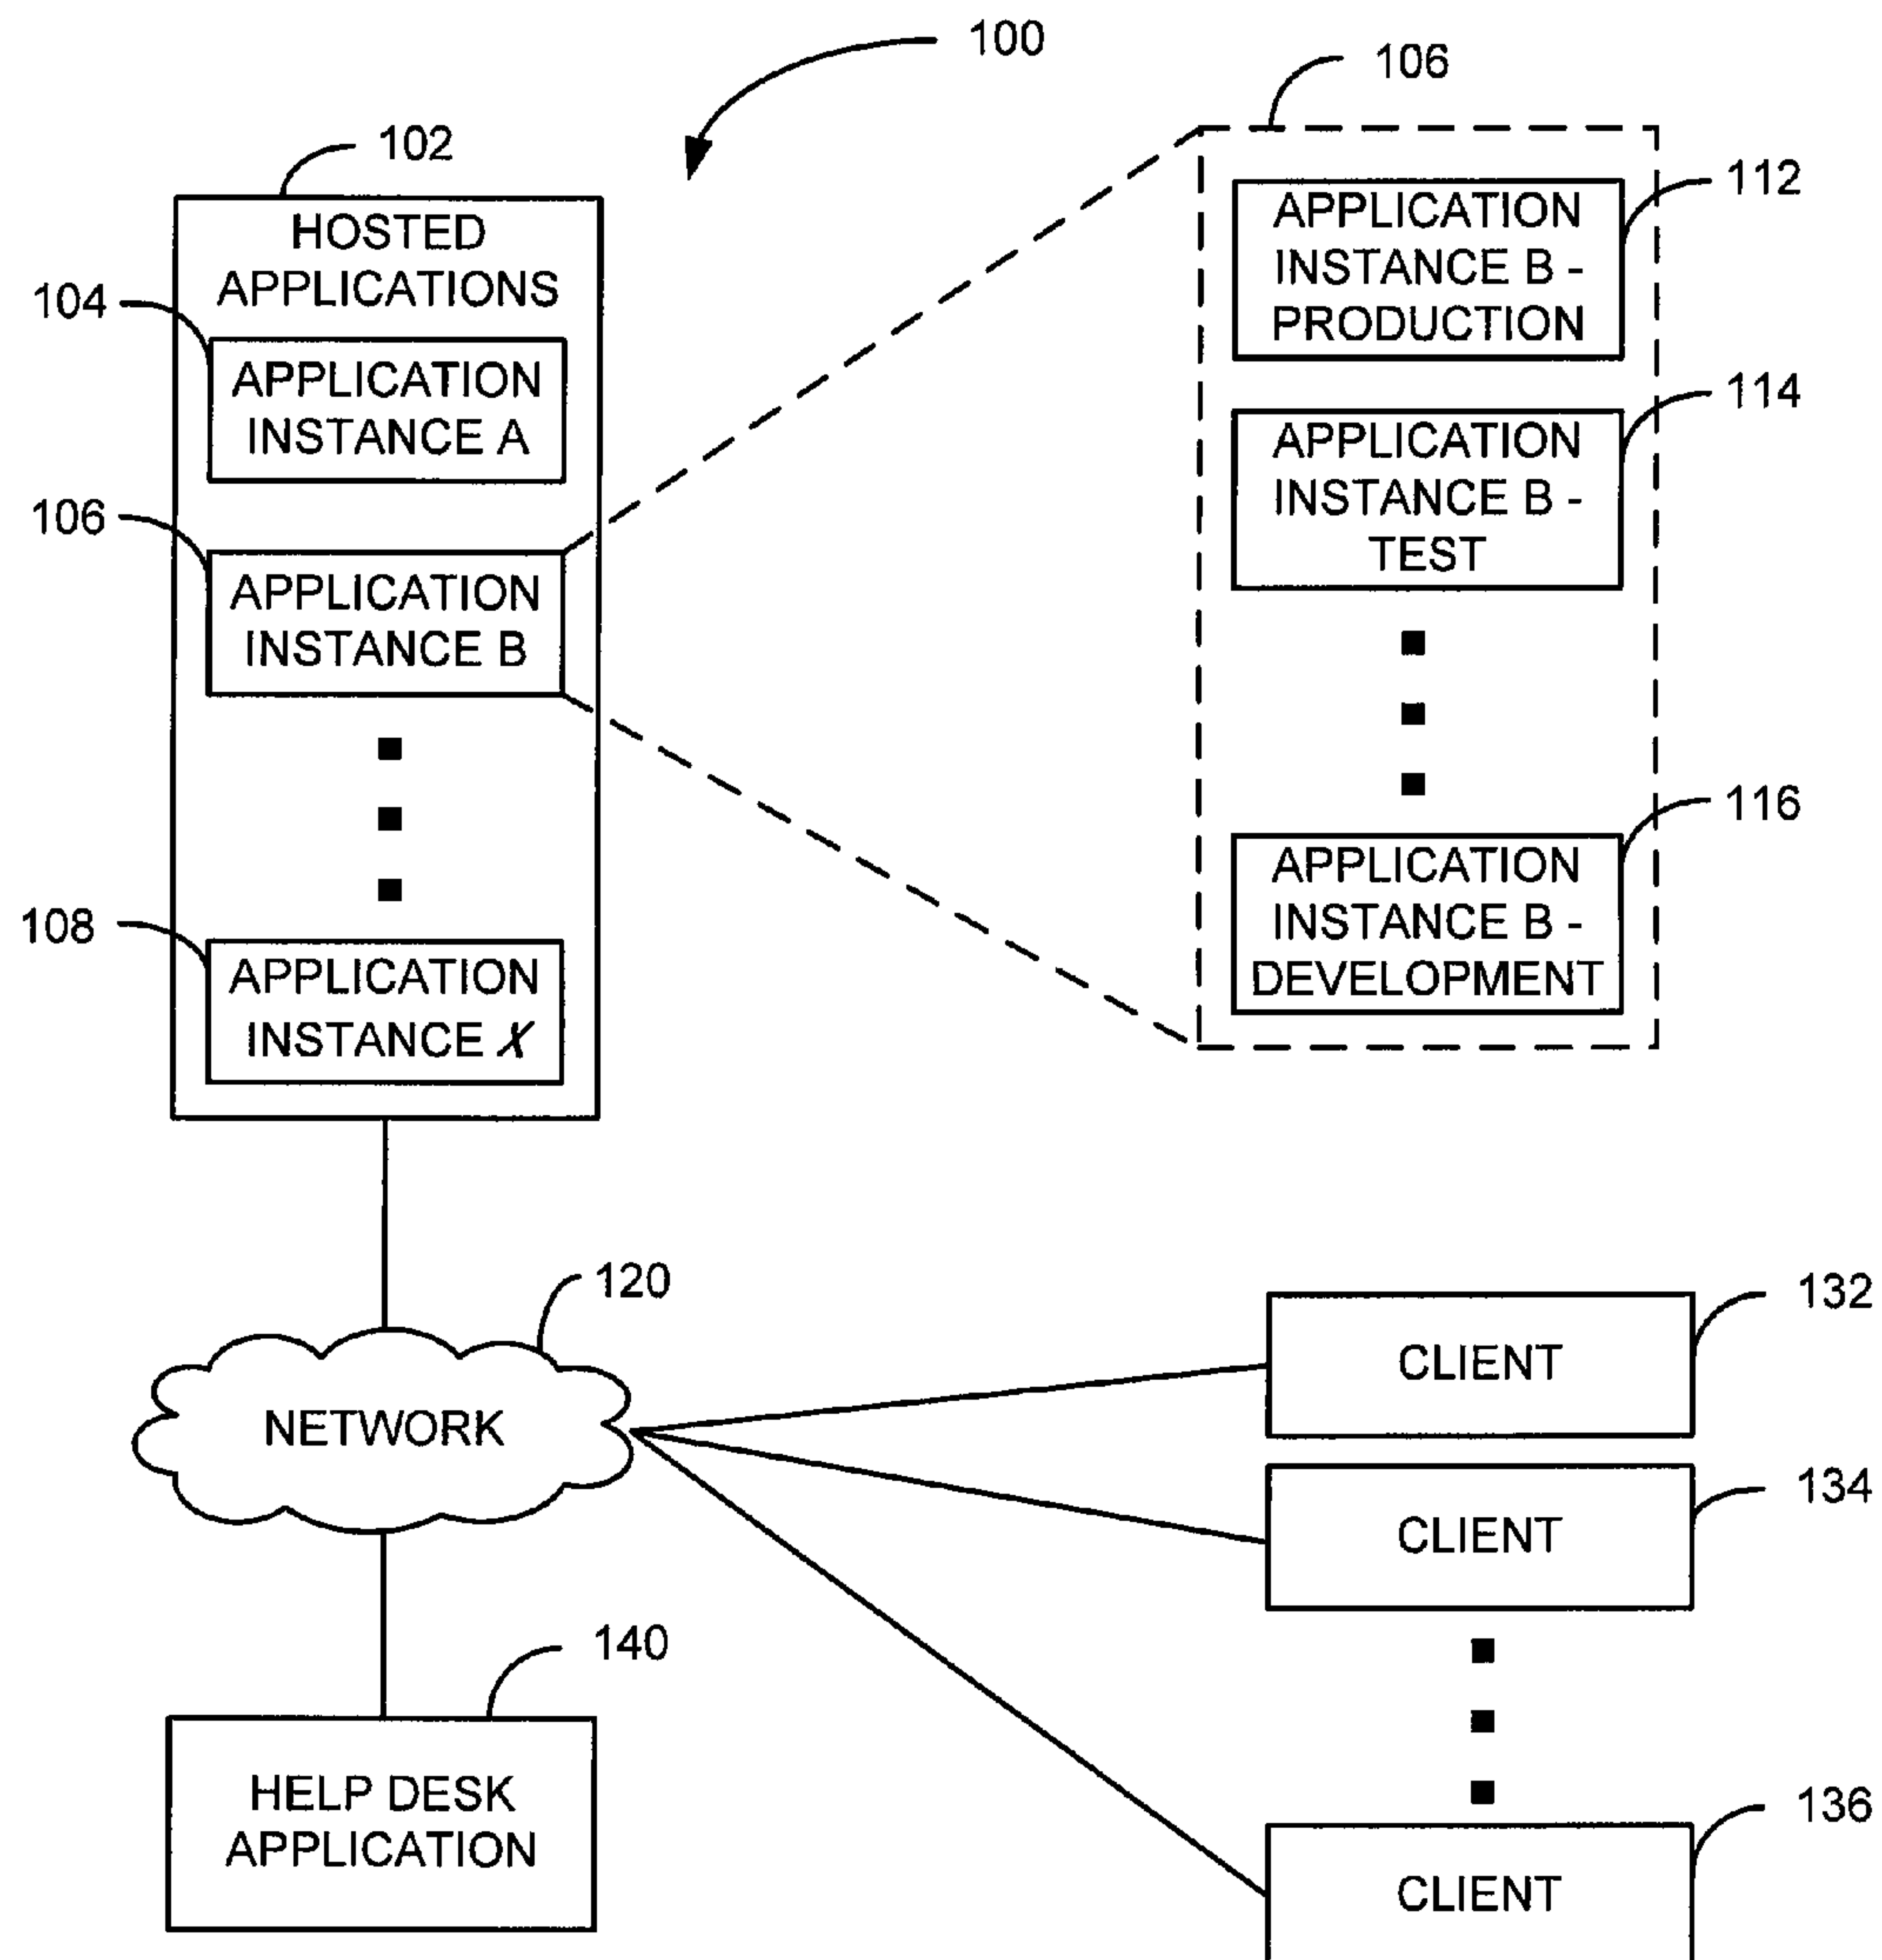 100
106
102
HOSTED
APPLICATIONS
104
APPLICATION
INSTANCE A
106
APPLICATION
INSTANCE B
108
APPLICATION
INSTANCE X
112
APPLICATION
INSTANCE B -
PRODUCTION
114
APPLICATION
INSTANCE B -
TEST
116
APPLICATION
INSTANCE B -
DEVELOPMENT
120
NETWORK
132
CLIENT
134
CLIENT
136
CLIENT
140
HELP DESK
APPLICATION